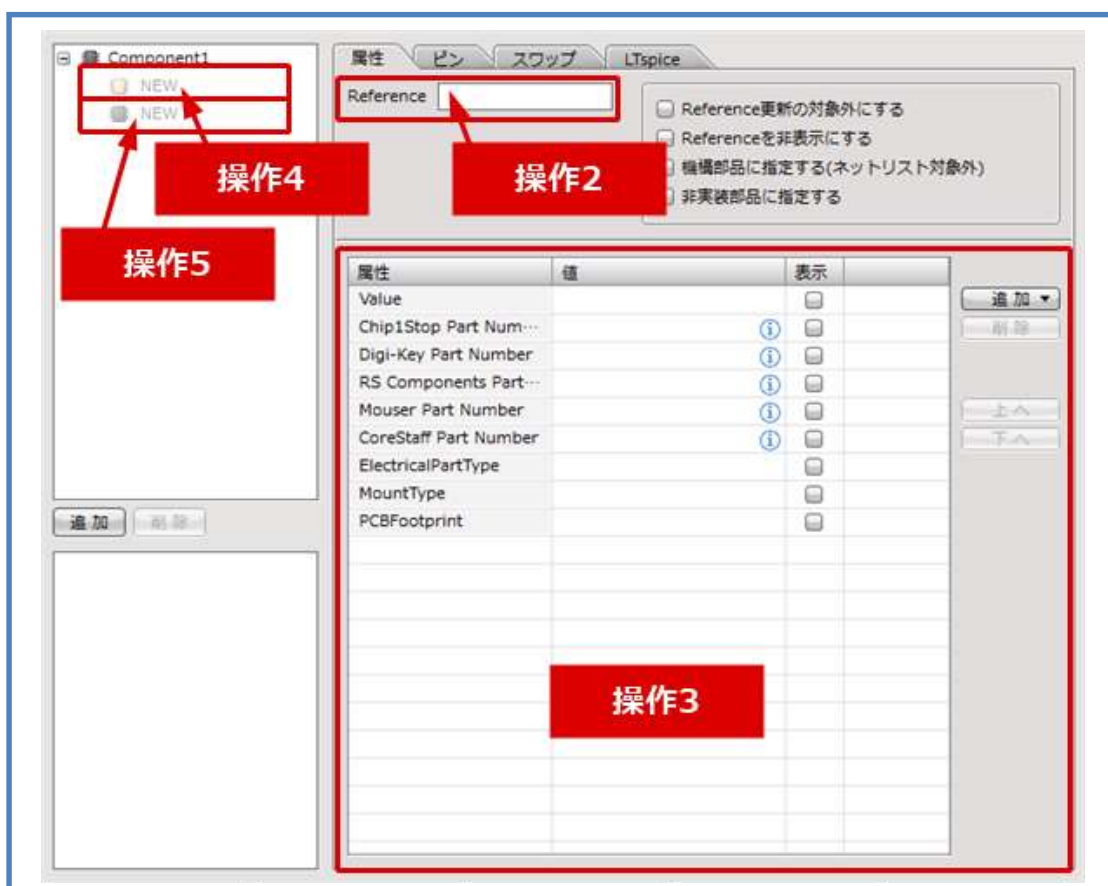 Component1
NEW
NEW
操作4
操作5
追 加 削 除
属性 ピン スワップ LTspice
Reference
操作2
Reference更新の対象外にする
Referenceを非表示にする
機構部品に指定する(ネットリスト対象外)
非実装部品に指定する
属性 値 表示
Value
Chip1Stop Part Num…
Digi-Key Part Number
RS Components Part…
Mouser Part Number
CoreStaff Part Number
ElectricalPartType
MountType
PCBFootprint
操作3
追 加
削 除
上 へ
下 へ